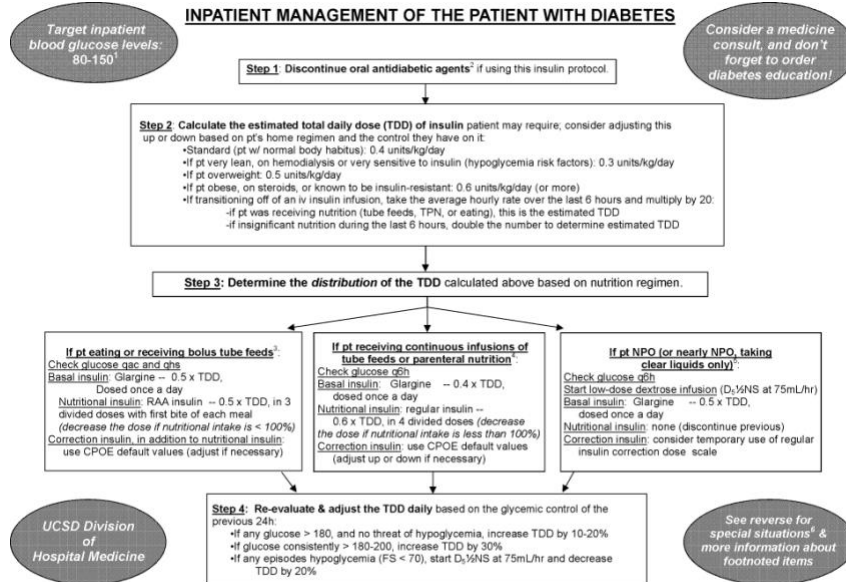 INPATIENT MANAGEMENT OF THE PATIENT WITH DIABETES
Target inpatient
blood glucose levels:
80-150¹
Consider a medicine
consult, and don't
forget to order
diabetes education!
Step 1: Discontinue oral antidiabetic agents² if using this insulin protocol.
Step 2: Calculate the estimated total daily dose (TDD) of insulin patient may require; consider adjusting this
up or down based on pt's home regimen and the control they have on it:
•Standard (pt w/ normal body habitus): 0.4 units/kg/day
•If pt very lean, on hemodialysis or very sensitive to insulin (hypoglycemia risk factors): 0.3 units/kg/day
•If pt overweight: 0.5 units/kg/day
•If pt obese, on steroids, or known to be insulin-resistant: 0.6 units/kg/day (or more)
•If transitioning off of an iv insulin infusion, take the average hourly rate over the last 6 hours and multiply by 20:
-if pt was receiving nutrition (tube feeds, TPN, or eating), this is the estimated TDD
-if insignificant nutrition during the last 6 hours, double the number to determine estimated TDD
Step 3: Determine the distribution of the TDD calculated above based on nutrition regimen.
If pt eating or receiving bolus tube feeds³:
Check glucose qac and qhs
Basal insulin: Glargine -- 0.5 x TDD,
Dosed once a day
Nutritional insulin: RAA insulin -- 0.5 x TDD, in 3
divided doses with first bite of each meal
(decrease the dose if nutritional intake is < 100%)
Correction insulin, in addition to nutritional insulin:
use CPOE default values (adjust if necessary)
If pt receiving continuous infusions of
tube feeds or parenteral nutrition⁴:
Check glucose q6h
Basal insulin: Glargine -- 0.4 x TDD,
dosed once a day
Nutritional insulin: regular insulin --
0.6 x TDD, in 4 divided doses (decrease
the dose if nutritional intake is less than 100%)
Correction insulin: use CPOE default values
(adjust up or down if necessary)
If pt NPO (or nearly NPO, taking
clear liquids only)⁵:
Check glucose q6h
Start low-dose dextrose infusion (D₅½NS at 75mL/hr)
Basal insulin: Glargine -- 0.5 x TDD,
dosed once a day
Nutritional insulin: none (discontinue previous)
Correction insulin: consider temporary use of regular
insulin correction dose scale
Step 4: Re-evaluate & adjust the TDD daily based on the glycemic control of the
previous 24h:
•If any glucose > 180, and no threat of hypoglycemia, increase TDD by 10-20%
•If glucose consistently > 180-200, increase TDD by 30%
•If any episodes hypoglycemia (FS < 70), start D₅½NS at 75mL/hr and decrease
TDD by 20%
UCSD Division
of
Hospital Medicine
See reverse for
special situations⁶ &
more information about
footnoted items